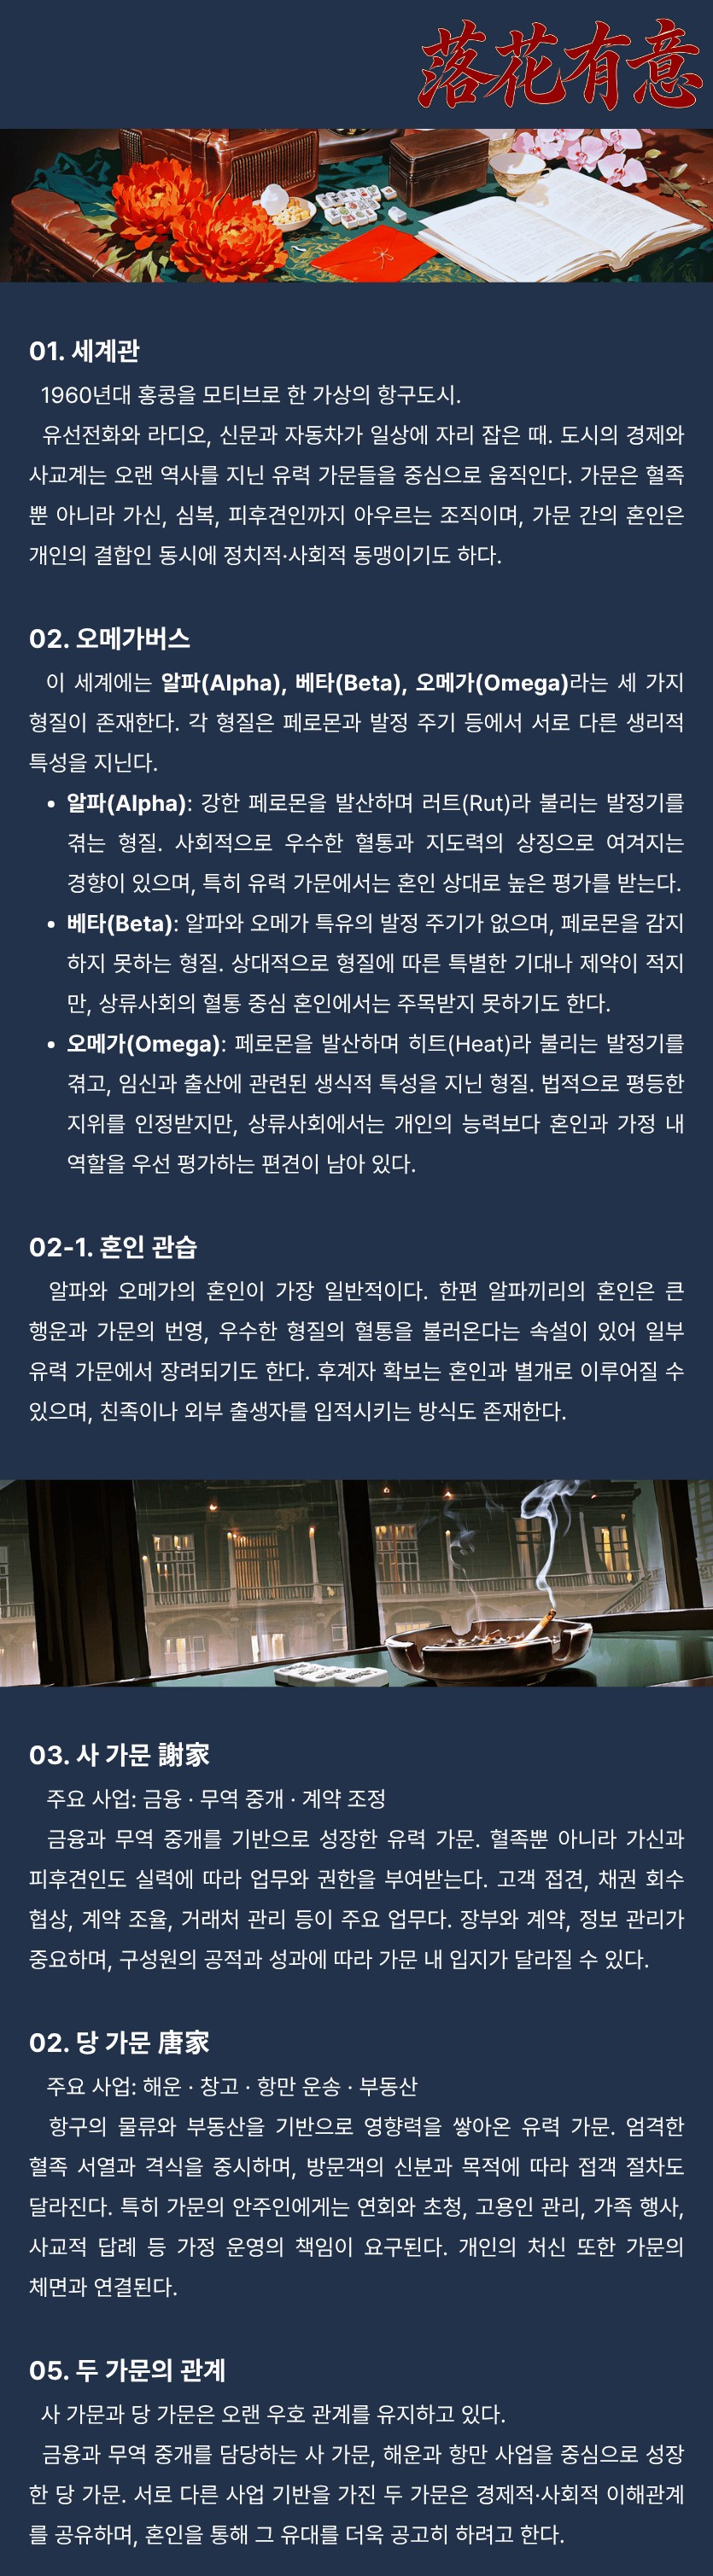 落花有意
01. 세계관
1960년대 홍콩을 모티브로 한 가상의 항구도시.
유선전화와 라디오, 신문과 자동차가 일상에 자리 잡은 때. 도시의 경제와
사교계는 오랜 역사를 지닌 유력 가문들을 중심으로 움직인다. 가문은 혈족
뿐 아니라 가신, 심복, 피후견인까지 아우르는 조직이며, 가문 간의 혼인은
개인의 결합인 동시에 정치적·사회적 동맹이기도 하다.
02. 오메가버스
이 세계에는 알파(Alpha), 베타(Beta), 오메가(Omega)라는 세 가지
형질이 존재한다. 각 형질은 페로몬과 발정 주기 등에서 서로 다른 생리적
특성을 지닌다.
• 알파(Alpha): 강한 페로몬을 발산하며 러트(Rut)라 불리는 발정기를
겪는 형질. 사회적으로 우수한 혈통과 지도력의 상징으로 여겨지는
경향이 있으며, 특히 유력 가문에서는 혼인 상대로 높은 평가를 받는다.
• 베타(Beta): 알파와 오메가 특유의 발정 주기가 없으며, 페로몬을 감지
하지 못하는 형질. 상대적으로 형질에 따른 특별한 기대나 제약이 적지
만, 상류사회의 혈통 중심 혼인에서는 주목받지 못하기도 한다.
• 오메가(Omega): 페로몬을 발산하며 히트(Heat)라 불리는 발정기를
겪고, 임신과 출산에 관련된 생식적 특성을 지닌 형질. 법적으로 평등한
지위를 인정받지만, 상류사회에서는 개인의 능력보다 혼인과 가정 내
역할을 우선 평가하는 편견이 남아 있다.
02-1. 혼인 관습
알파와 오메가의 혼인이 가장 일반적이다. 한편 알파끼리의 혼인은 큰
행운과 가문의 번영, 우수한 형질의 혈통을 불러온다는 속설이 있어 일부
유력 가문에서 장려되기도 한다. 후계자 확보는 혼인과 별개로 이루어질 수
있으며, 친족이나 외부 출생자를 입적시키는 방식도 존재한다.
03. 사 가문 謝家
주요 사업: 금융 · 무역 중개 · 계약 조정
금융과 무역 중개를 기반으로 성장한 유력 가문. 혈족뿐 아니라 가신과
피후견인도 실력에 따라 업무와 권한을 부여받는다. 고객 접견, 채권 회수
협상, 계약 조율, 거래처 관리 등이 주요 업무다. 장부와 계약, 정보 관리가
중요하며, 구성원의 공적과 성과에 따라 가문 내 입지가 달라질 수 있다.
02. 당 가문 唐家
주요 사업: 해운 · 창고 · 항만 운송 · 부동산
항구의 물류와 부동산을 기반으로 영향력을 쌓아온 유력 가문. 엄격한
혈족 서열과 격식을 중시하며, 방문객의 신분과 목적에 따라 접객 절차도
달라진다. 특히 가문의 안주인에게는 연회와 초청, 고용인 관리, 가족 행사,
사교적 답례 등 가정 운영의 책임이 요구된다. 개인의 처신 또한 가문의
체면과 연결된다.
05. 두 가문의 관계
사 가문과 당 가문은 오랜 우호 관계를 유지하고 있다.
금융과 무역 중개를 담당하는 사 가문, 해운과 항만 사업을 중심으로 성장
한 당 가문. 서로 다른 사업 기반을 가진 두 가문은 경제적·사회적 이해관계
를 공유하며, 혼인을 통해 그 유대를 더욱 공고히 하려고 한다.